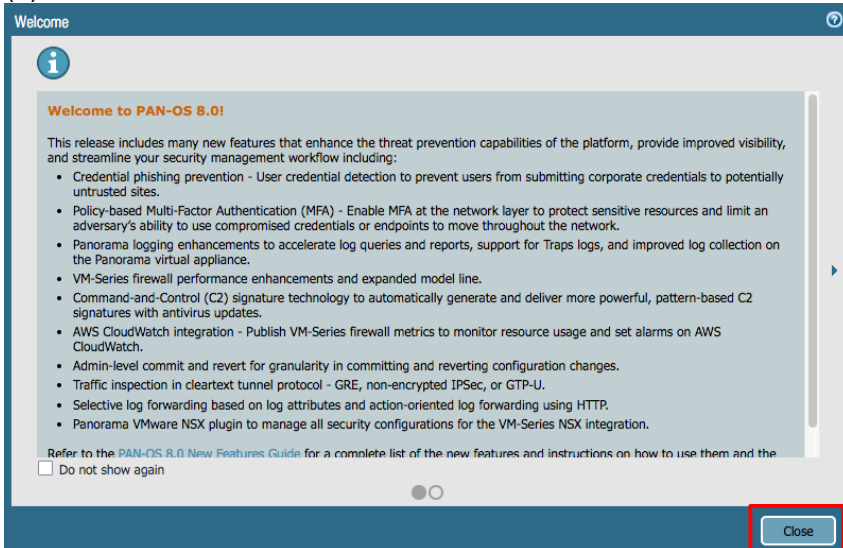 Welcome
Welcome to PAN-OS 8.0!
This release includes many new features that enhance the threat prevention capabilities of the platform, provide improved visibility,
and streamline your security management workflow including:
• Credential phishing prevention - User credential detection to prevent users from submitting corporate credentials to potentially
untrusted sites.
• Policy-based Multi-Factor Authentication (MFA) - Enable MFA at the network layer to protect sensitive resources and limit an
adversary's ability to use compromised credentials or endpoints to move throughout the network.
• Panorama logging enhancements to accelerate log queries and reports, support for Traps logs, and improved log collection on
the Panorama virtual appliance.
• VM-Series firewall performance enhancements and expanded model line.
• Command-and-Control (C2) signature technology to automatically generate and deliver more powerful, pattern-based C2
signatures with antivirus updates.
• AWS CloudWatch integration - Publish VM-Series firewall metrics to monitor resource usage and set alarms on AWS
CloudWatch.
• Admin-level commit and revert for granularity in committing and reverting configuration changes.
• Traffic inspection in cleartext tunnel protocol - GRE, non-encrypted IPSec, or GTP-U.
• Selective log forwarding based on log attributes and action-oriented log forwarding using HTTP.
• Panorama VMware NSX plugin to manage all security configurations for the VM-Series NSX integration.
Refer to the PAN-OS 8.0 New Features Guide for a complete list of the new features and instructions on how to use them and the
Do not show again
Close